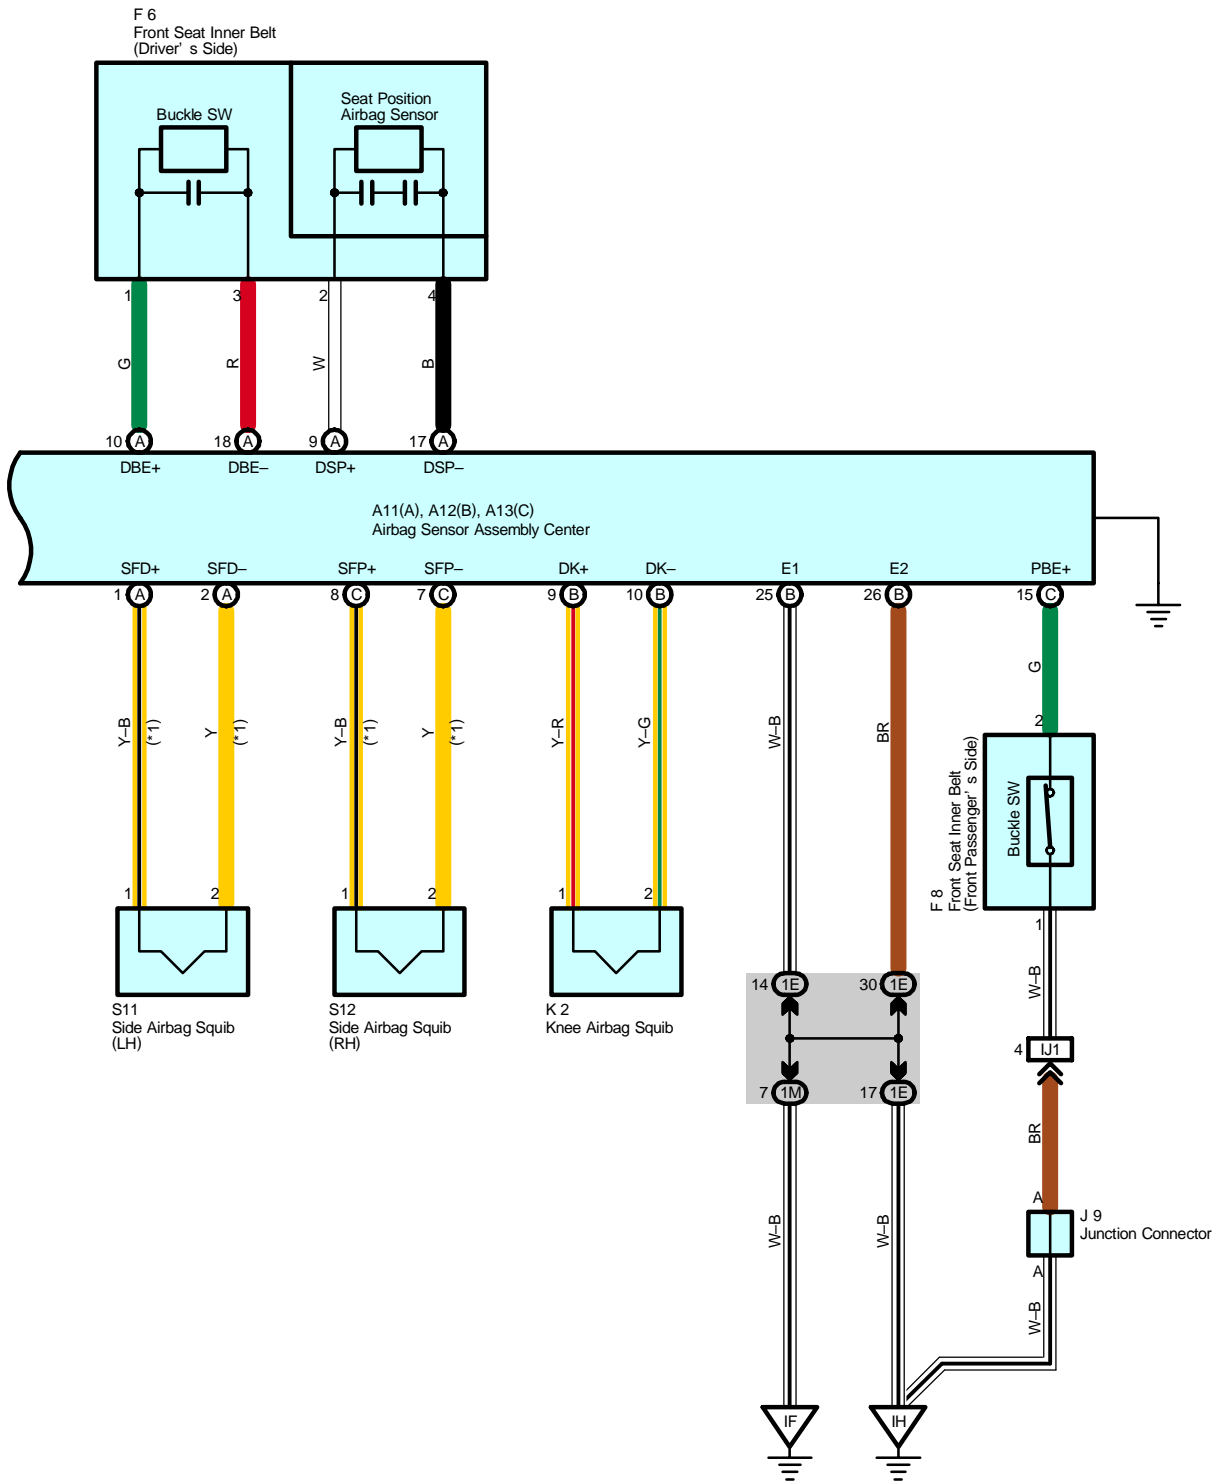 F 6
Front Seat Inner Belt
(Driver’ s Side)
Buckle SW
Seat Position
Airbag Sensor
1
3
2
4
G
R
W
B
10 A
18 A
9 A
17 A
DBE+
DBE–
DSP+
DSP–
A11(A), A12(B), A13(C)
Airbag Sensor Assembly Center
SFD+
SFD–
SFP+
SFP–
DK+
DK–
E1
E2
PBE+
1 A
2 A
8 C
7 C
9 B
10 B
25 B
26 B
15 C
Y–B
(*1)
Y
(*1)
Y–B
(*1)
Y
(*1)
Y–R
Y–G
W–B
BR
G
2
F 8
Front Seat Inner Belt
(Front Passenger’ s Side)
Buckle SW
1
1
2
1
2
1
2
S11
Side Airbag Squib
(LH)
S12
Side Airbag Squib
(RH)
K 2
Knee Airbag Squib
14 1E
30 1E
7 1M
17 1E
W–B
4 IJ1
BR
A
J 9
Junction Connector
A
W–B
W–B
W–B
IF
IH